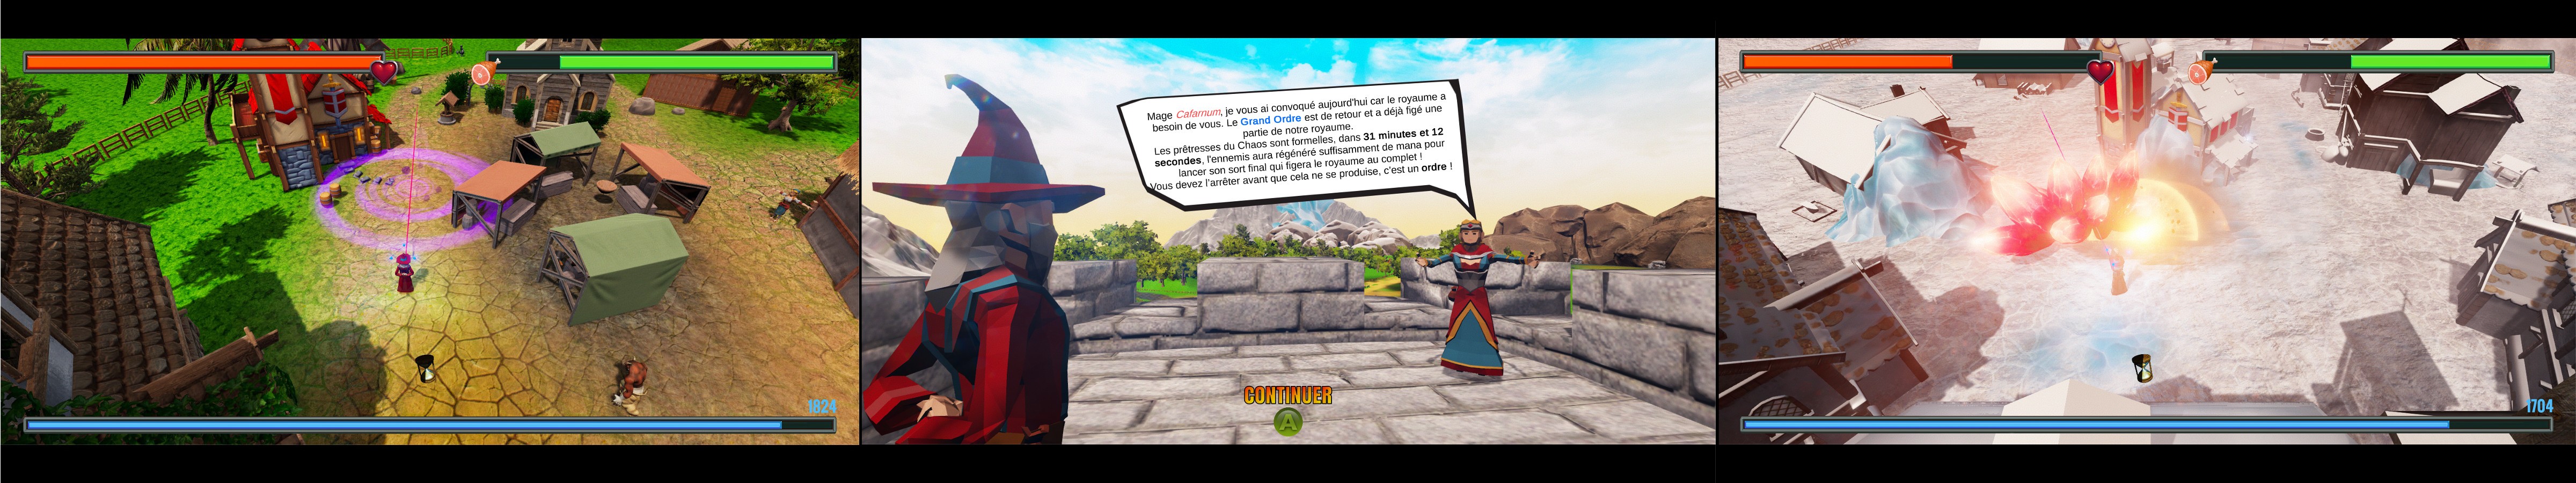 1824
Mage Cafarnum, je vous ai convoqué aujourd'hui car le royaume a
besoin de vous. Le Grand Ordre est de retour et a déjà figé une
partie de notre royaume.
Les prêtresses du Chaos sont formelles, dans 31 minutes et 12
secondes, l'ennemis aura régénéré suffisamment de mana pour
lancer son sort final qui figera le royaume au complet !
Vous devez l'arrêter avant que cela ne se produise, c'est un ordre !
CONTINUER
A
1704